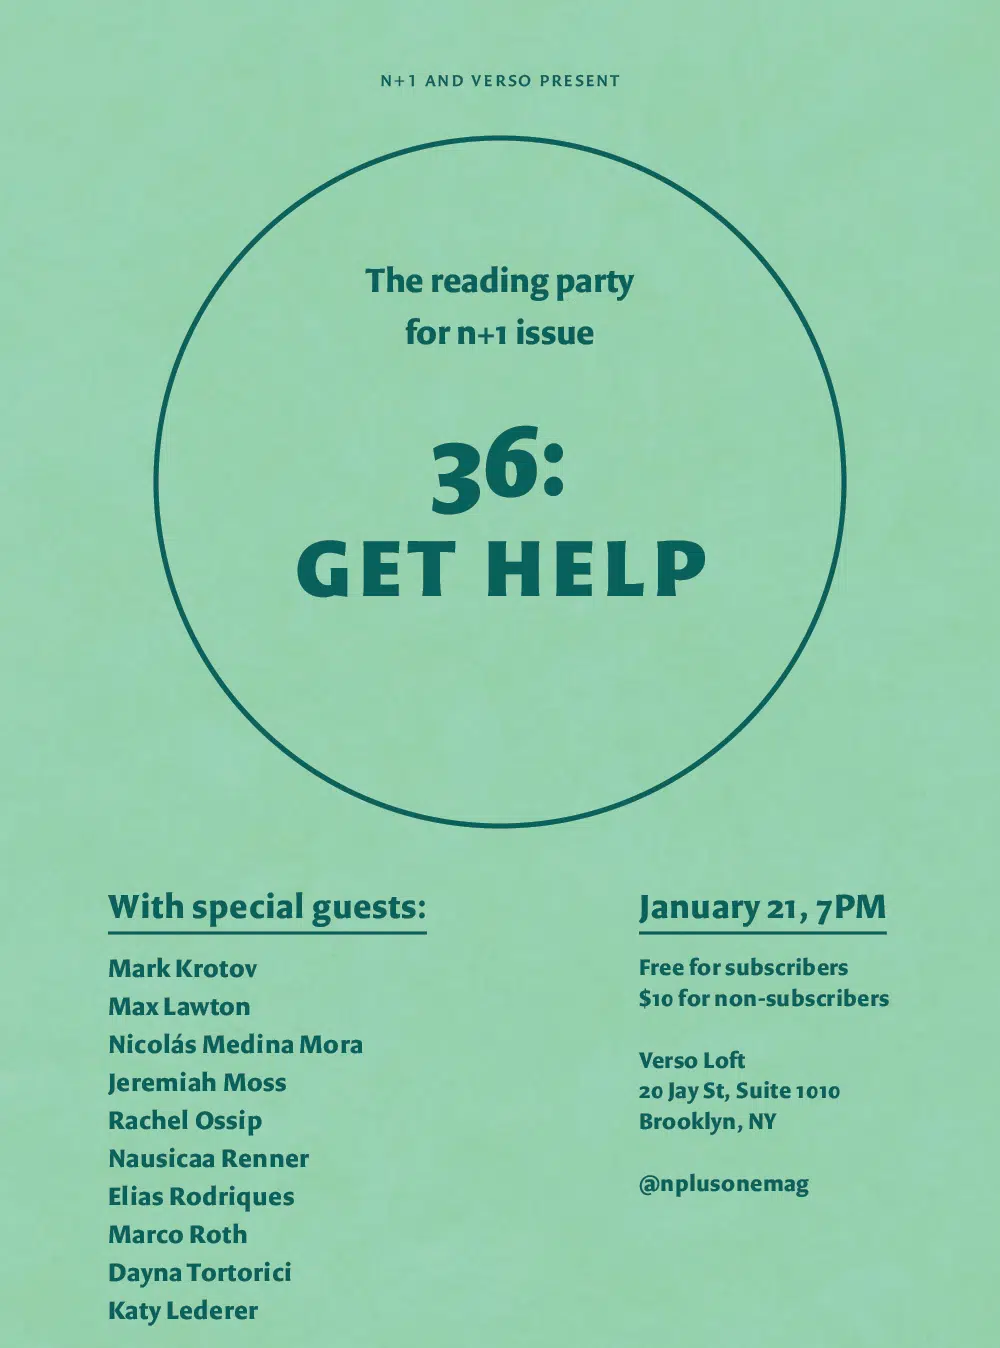 N+1 AND VERSO PRESENT
The reading party
for n+1 issue
36:
GET HELP
With special guests:
Mark Krotov
Max Lawton
Nicolás Medina Mora
Jeremiah Moss
Rachel Ossip
Nausicaa Renner
Elias Rodriques
Marco Roth
Dayna Tortorici
Katy Lederer
January 21, 7PM
Free for subscribers
$10 for non-subscribers
Verso Loft
20 Jay St, Suite 1010
Brooklyn, NY
@nplusonemag